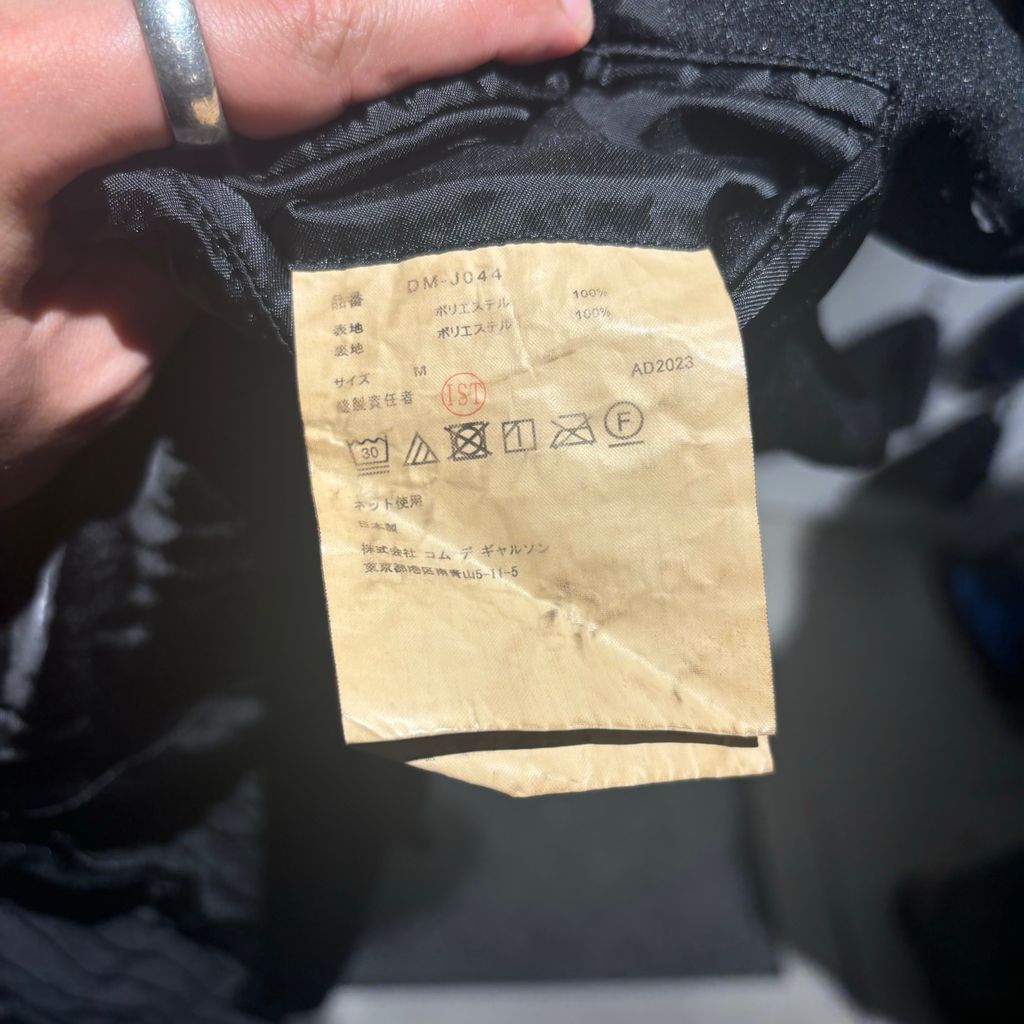 品番 DM-J044
表地 ポリエステル 100%
裏地 ポリエステル 100%
サイズ M AD2023
縫製責任者 IST
30
F
ネット使用
日本製
株式会社 コム デ ギャルソン
東京都港区南青山5-11-5